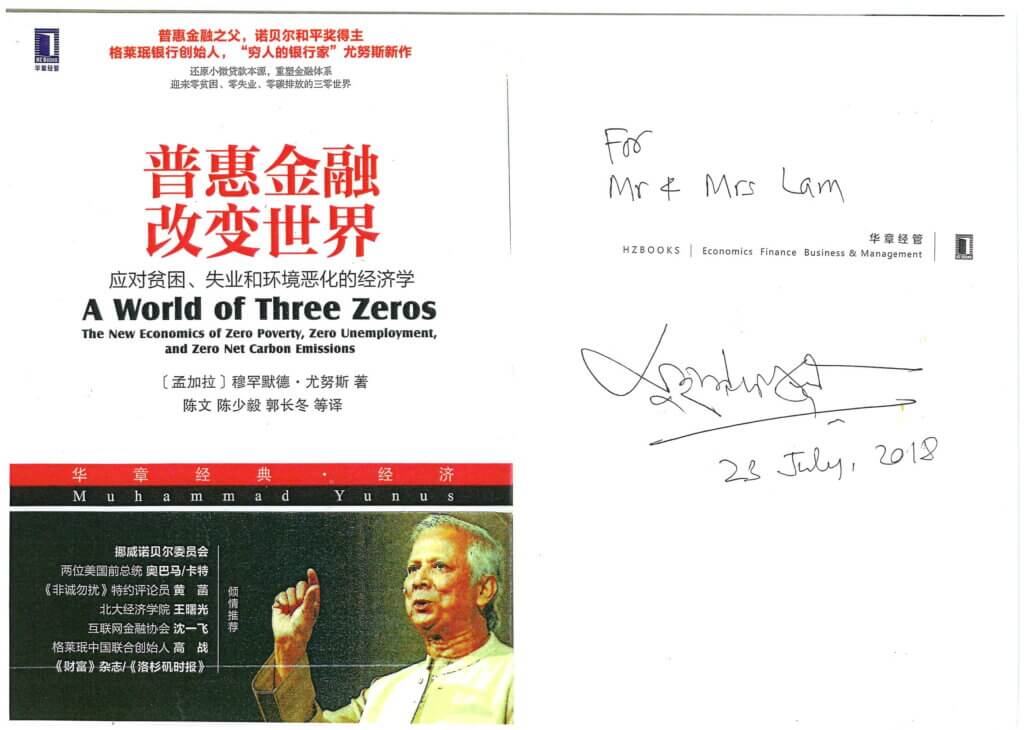 HZ Books
华章经管
普惠金融之父，诺贝尔和平奖得主
格莱珉银行创始人，“穷人的银行家”尤努斯新作
还原小微贷款本源，重塑金融体系
迎来零贫困、零失业、零碳排放的三零世界
普惠金融
改变世界
应对贫困、失业和环境恶化的经济学
A World of Three Zeros
The New Economics of Zero Poverty, Zero Unemployment,
and Zero Net Carbon Emissions
〔孟加拉〕穆罕默德·尤努斯 著
陈文 陈少毅 郭长冬 等译
华章经典·经济
Muhammad Yunus
挪威诺贝尔委员会
两位美国前总统 奥巴马/卡特
《非诚勿扰》特约评论员 黄 菡
北大经济学院 王曙光
互联网金融协会 沈一飞
格莱珉中国联合创始人 高 战
《财富》杂志/《洛杉矶时报》
倾情推荐
For
Mr & Mrs Lam
华章经管
HZBOOKS | Economics Finance Business & Management
23 July, 2018